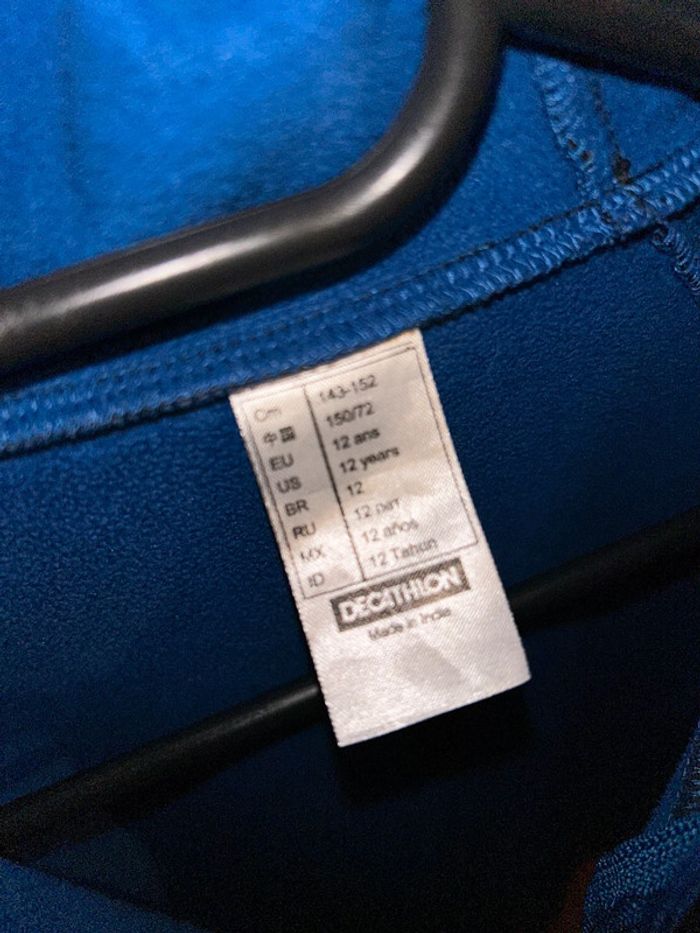 Cm 143-152
中国 150/72
EU 12 ans
US 12 years
BR 12
RU 12 лет
MX 12 años
ID 12 Tahun
DECATHLON
Made in India